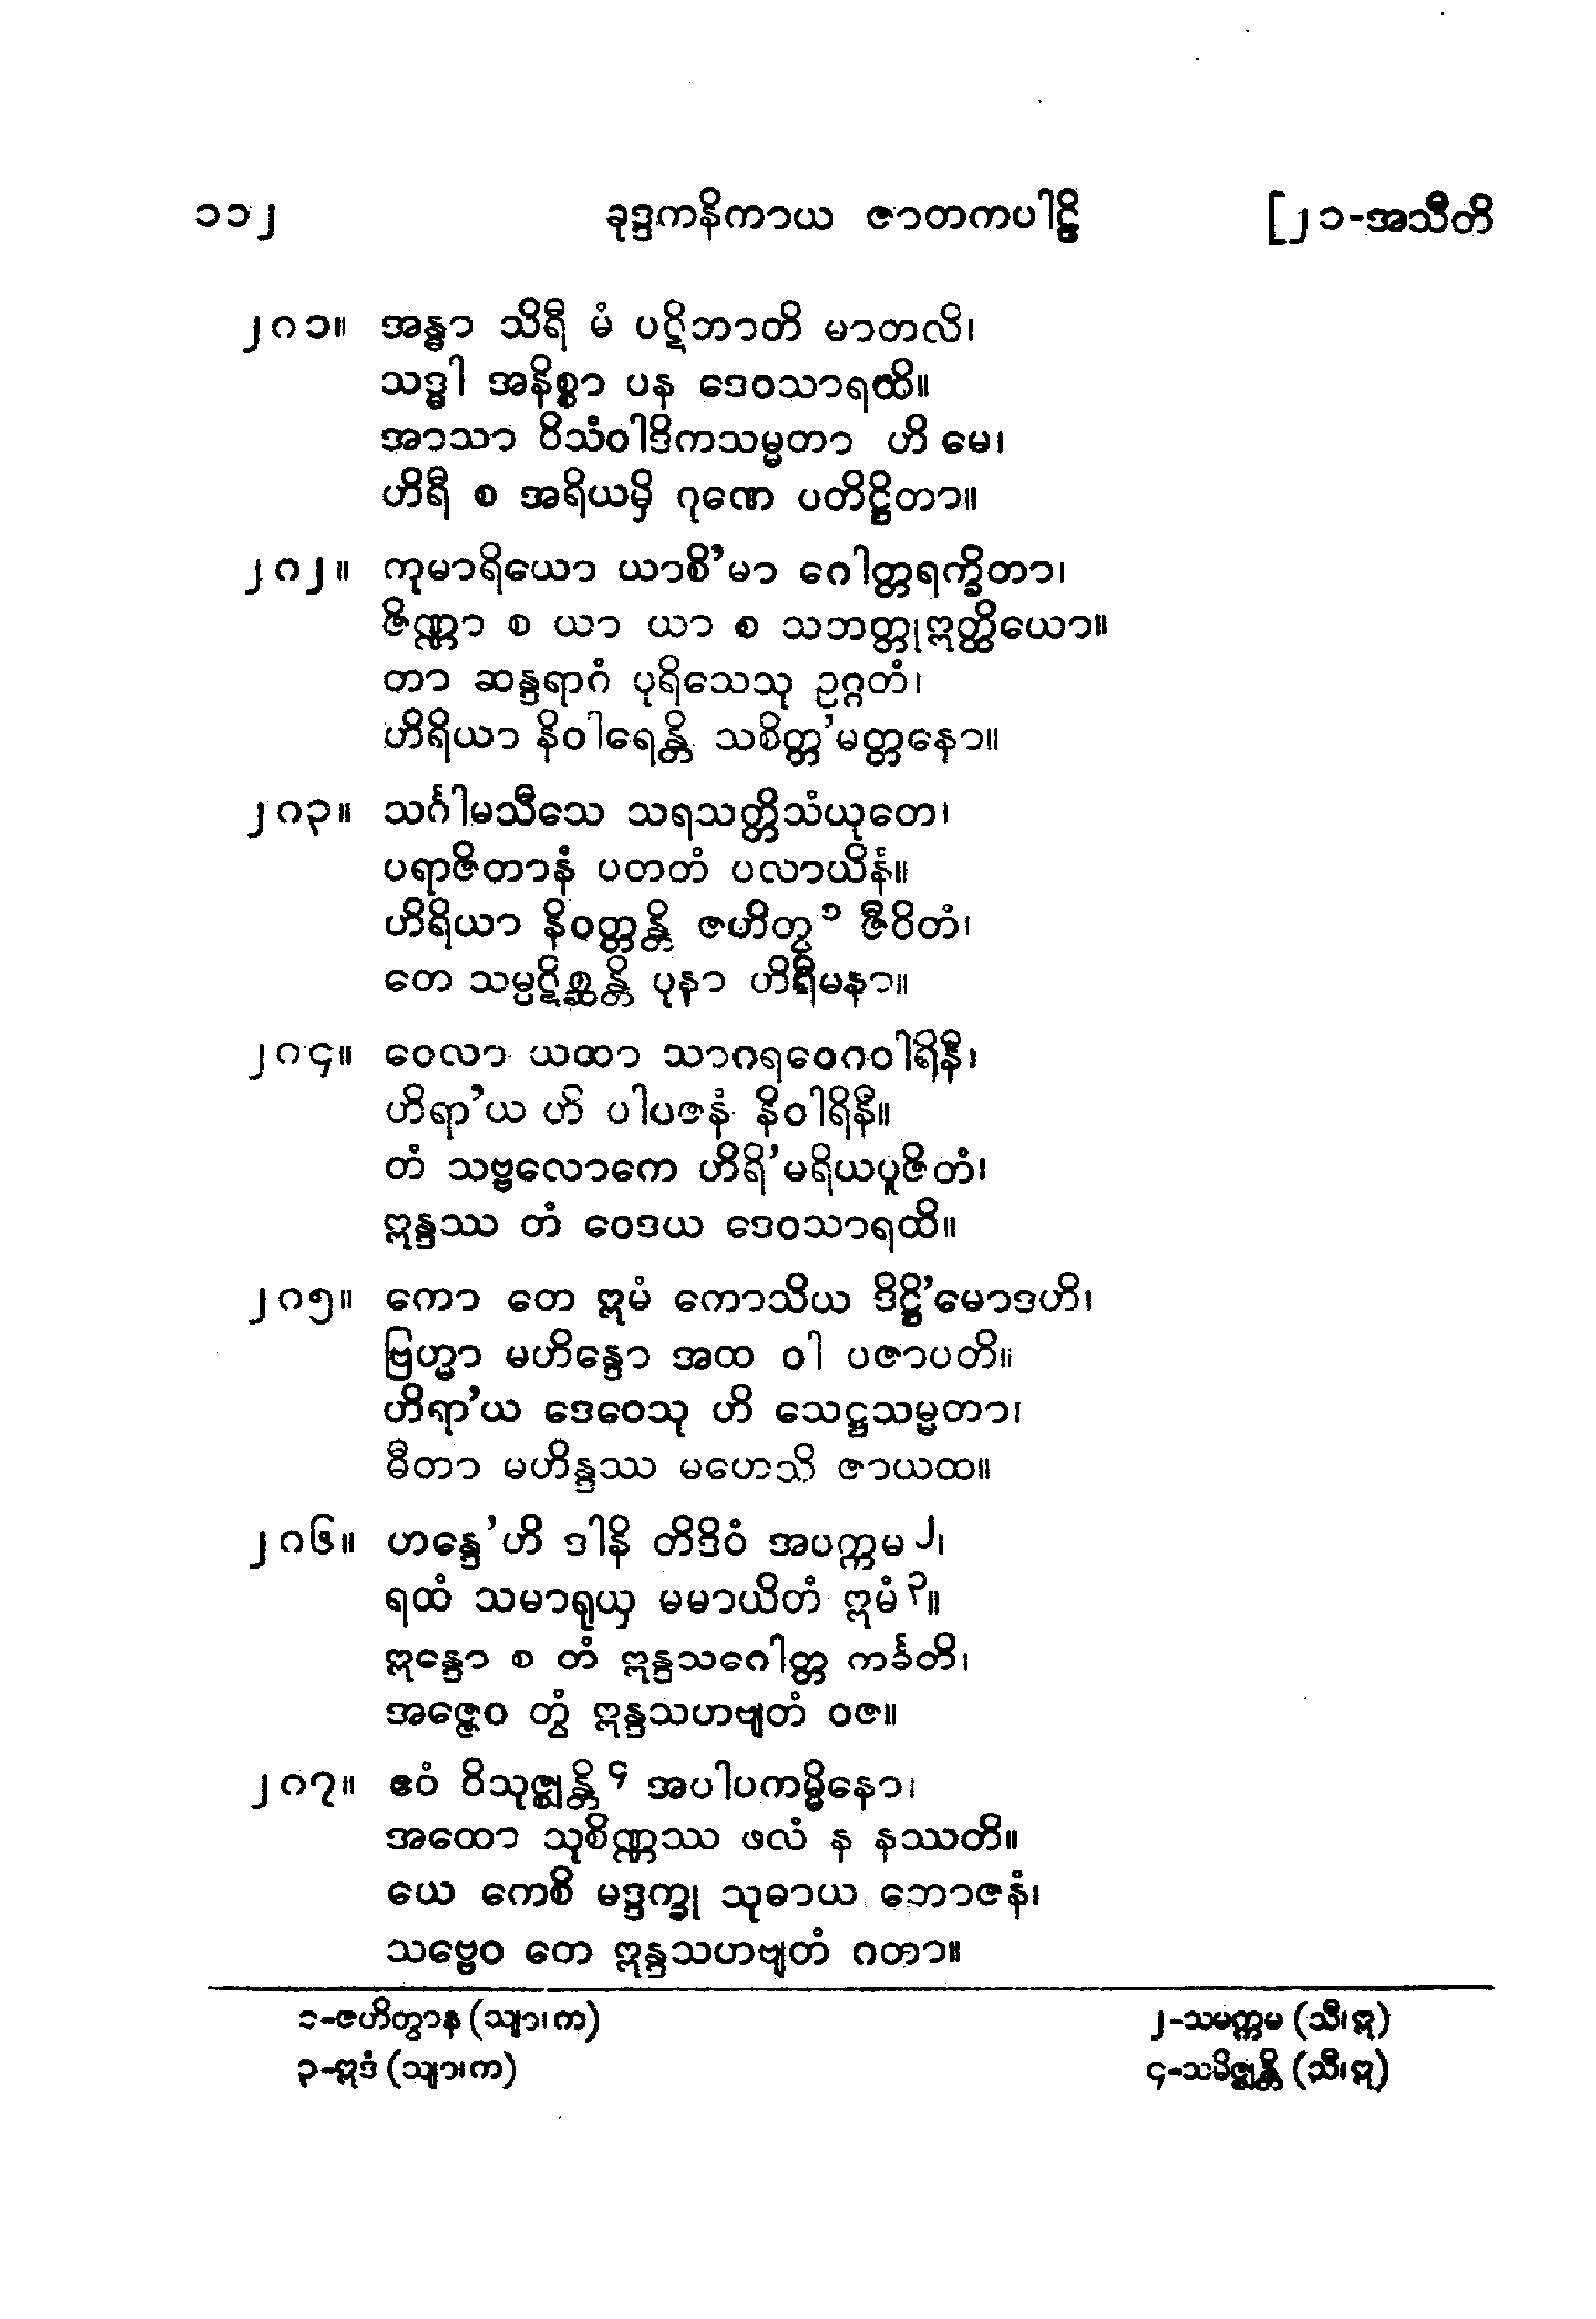 ၁၁၂ ခုဒ္ဒကနိကာယ ဇာတကပါဠိ [၂၁-အသီတိ
၂၇၁။ အန္ဓာ သိရီ မံ ပဋိဘာတိ မာတလိ၊
သဒ္ဓါ အနိစ္စာ ပန ဒေဝသာရထိ။
အာသာ ဝိသံဝါဒိကသမ္မတာ ဟိ မေ၊
ဟိရီ စ အရိယမှိ ဂုဏေ ပတိဋ္ဌိတာ။
၂၇၂။ ကုမာရိယော ယာစိ’မာ ဂေါတ္တရက္ခိတာ၊
ဇိဏ္ဏာ စ ယာ ယာ စ သဘတ္တုဣတ္ထိယော။
တာ ဆန္ဒရာဂံ ပုရိသေသု ဥဂ္ဂတံ၊
ဟိရိယာ နိဝါရေန္တိ သစိတ္တ’မတ္တနော။
၂၇၃။ သင်္ဂါမသီသေ သရသတ္တိသံယုတေ၊
ပရာဇိတာနံ ပတတံ ပလာယိနံ။
ဟိရိယာ နိဝတ္တန္တိ ဇဟိတွ ၁ ဇီဝိတံ၊
တေ သမ္ပဋိစ္ဆန္တိ ပုနာ ဟိရီမနာ။
၂၇၄။ ဝေလာ ယထာ သာဂရဝေဂဝါရိနီ၊
ဟိရာ’ယ ဟိ ပါပဇနံ နိဝါရိနီ။
တံ သဗ္ဗလောကေ ဟိရိ’မရိယပူဇိတံ၊
ဣန္ဒဿ တံ ဝေဒယ ဒေဝသာရထိ။
၂၇၅။ ကော တေ ဣမံ ကောသိယ ဒိဋ္ဌိ’မောဒဟိ၊
ဗြဟ္မာ မဟိန္ဒော အထ ဝါ ပဇာပတိ။
ဟိရာ’ယ ဒေဝေသု ဟိ သေဋ္ဌသမ္မတာ၊
ဓီတာ မဟိန္ဒဿ မဟေသိ ဇာယထ။
၂၇၆။ ဟန္ဒေ’ဟိ ဒါနိ တိဒိဝံ အပက္ကမ ၂၊
ရထံ သမာရုယှ မမာယိတံ ဣမံ ၃။
ဣန္ဒော စ တံ ဣန္ဒသဂေါတ္တ ကင်္ခတိ၊
အဇ္ဇေဝ တွံ ဣန္ဒသဟဗျတံ ဝဇ။
၂၇၇။ ဧဝံ ဝိသုဇ္ဈန္တိ ၄ အပါပကမ္မိနော၊
အထော သုစိဏ္ဏဿ ဖလံ န နဿတိ။
ယေ ကေစိ မဒ္ဒက္ခု သုဓာယ ဘောဇနံ၊
သဗ္ဗေဝ တေ ဣန္ဒသဟဗျတံ ဂတာ။
၁-ဇဟိတွာန (သျာ၊က) ၂-သမက္ကမ (သီ၊ဣ)
၃-ဣဒံ (သျာ၊က) ၄-သမိဇ္ဈန္တိ (သီ၊ဣ)